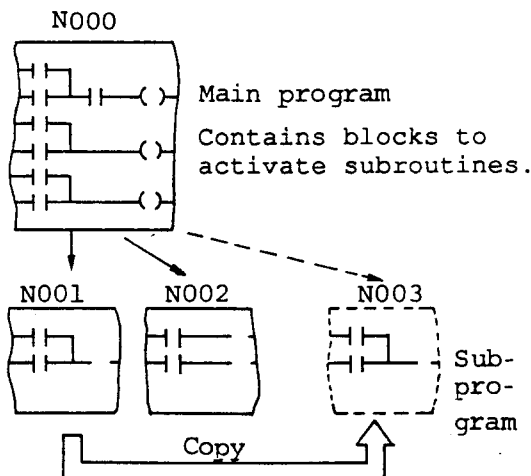 N000
Main program
Contains blocks to
activate subroutines.
N001
N002
N003
Sub-
pro-
gram
Copy